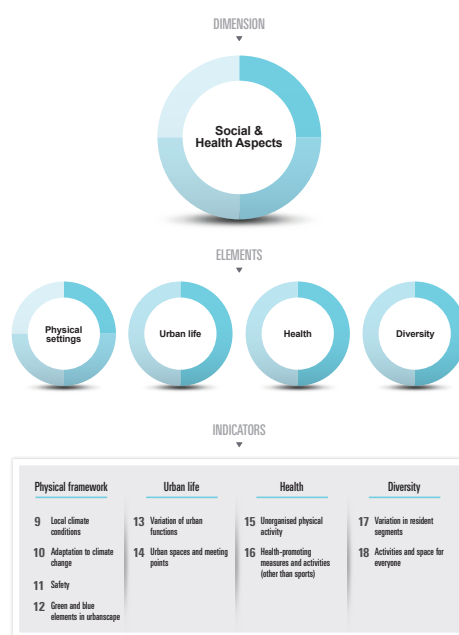 DIMENSION
Social &
Health Aspects
ELEMENTS
Physical
settings
Urban life
Health
Diversity
INDICATORS
Physical framework
9 Local climate
conditions
10 Adaptation to climate
change
11 Safety
12 Green and blue
elements in urbanscape
Urban life
13 Variation of urban
functions
14 Urban spaces and meeting
points
Health
15 Unorganised physical
activity
16 Health-promoting
measures and activities
(other than sports)
Diversity
17 Variation in resident
segments
18 Activities and space for
everyone